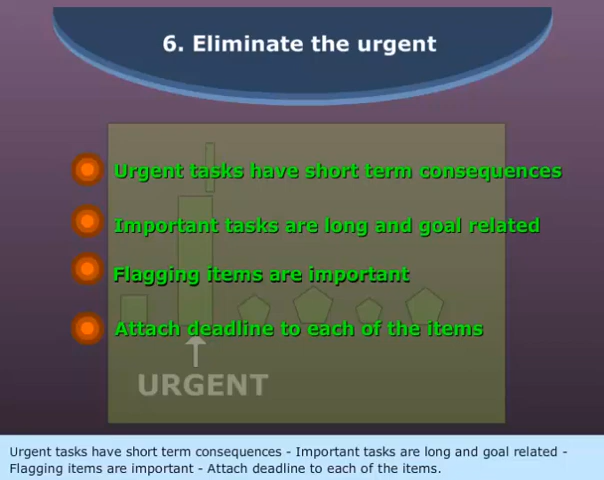 6. Eliminate the urgent
Urgent tasks have short term consequences
Important tasks are long and goal related
Flagging items are important
Attach deadline to each of the items
URGENT
Urgent tasks have short term consequences - Important tasks are long and goal related -
Flagging items are important - Attach deadline to each of the items.